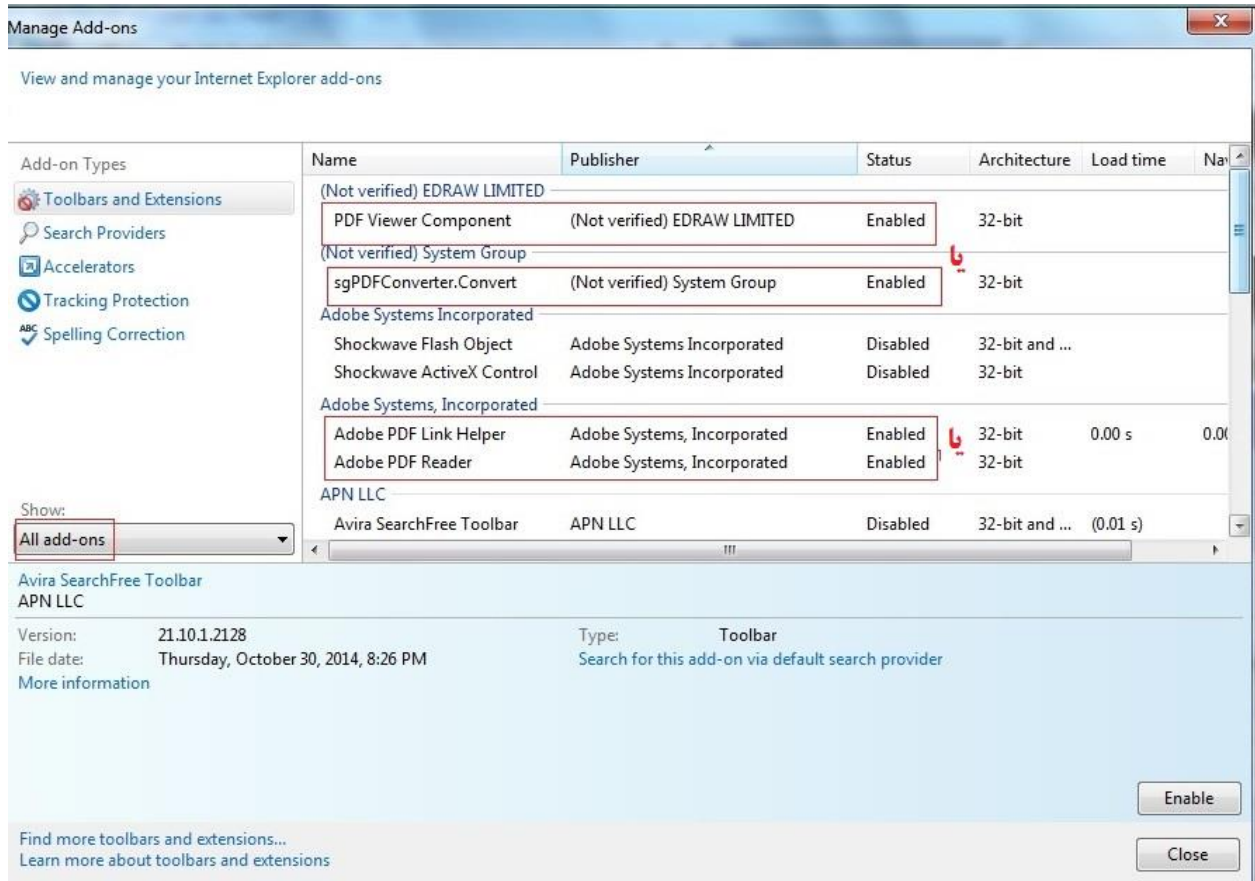 Manage Add-ons
View and manage your Internet Explorer add-ons
Add-on Types
Toolbars and Extensions
Search Providers
Accelerators
Tracking Protection
Spelling Correction
Show:
All add-ons
Name Publisher Status Architecture Load time Nav
(Not verified) EDRAW LIMITED
PDF Viewer Component (Not verified) EDRAW LIMITED Enabled 32-bit
یا
(Not verified) System Group
sgPDFConverter.Convert (Not verified) System Group Enabled 32-bit
Adobe Systems Incorporated
Shockwave Flash Object Adobe Systems Incorporated Disabled 32-bit and ...
Shockwave ActiveX Control Adobe Systems Incorporated Disabled 32-bit
Adobe Systems, Incorporated
Adobe PDF Link Helper Adobe Systems, Incorporated Enabled یا 32-bit 0.00 s 0.00
Adobe PDF Reader Adobe Systems, Incorporated Enabled 32-bit
APN LLC
Avira SearchFree Toolbar APN LLC Disabled 32-bit and ... (0.01 s)
Avira SearchFree Toolbar
APN LLC
Version: 21.10.1.2128 Type: Toolbar
File date: Thursday, October 30, 2014, 8:26 PM Search for this add-on via default search provider
More information
Enable
Find more toolbars and extensions...
Learn more about toolbars and extensions
Close